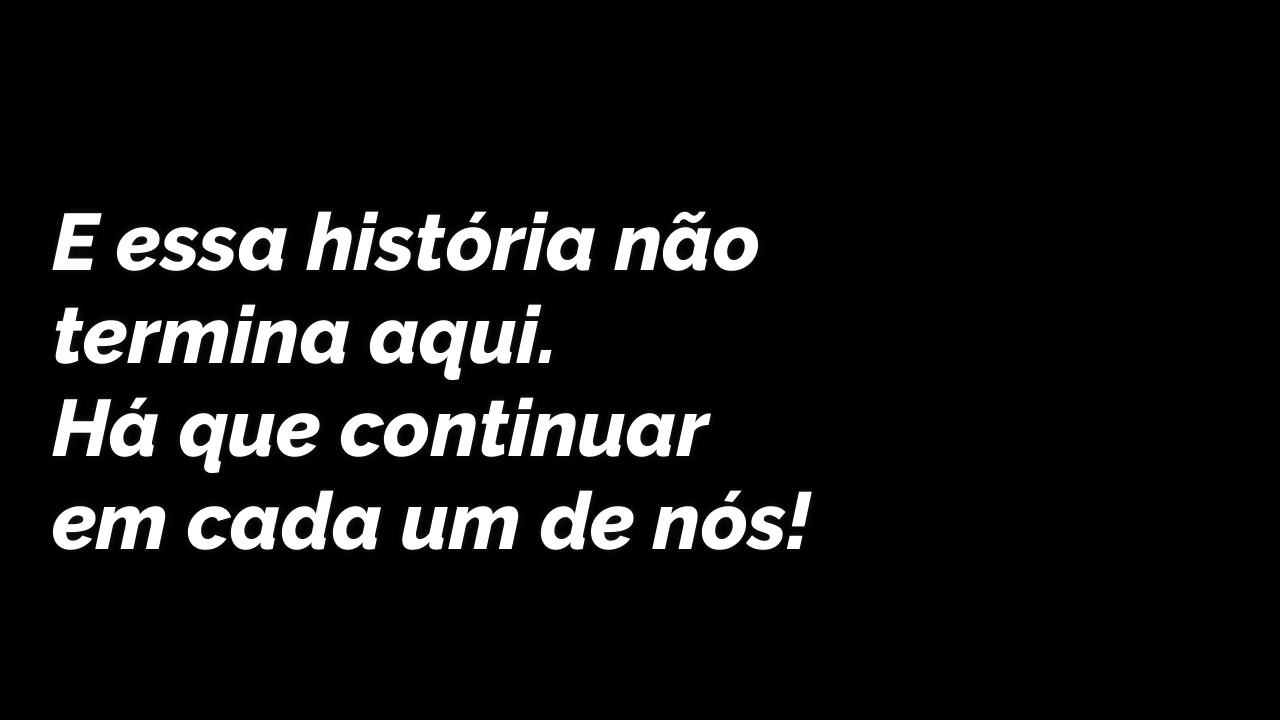 E essa história não
termina aqui.
Há que continuar
em cada um de nós!